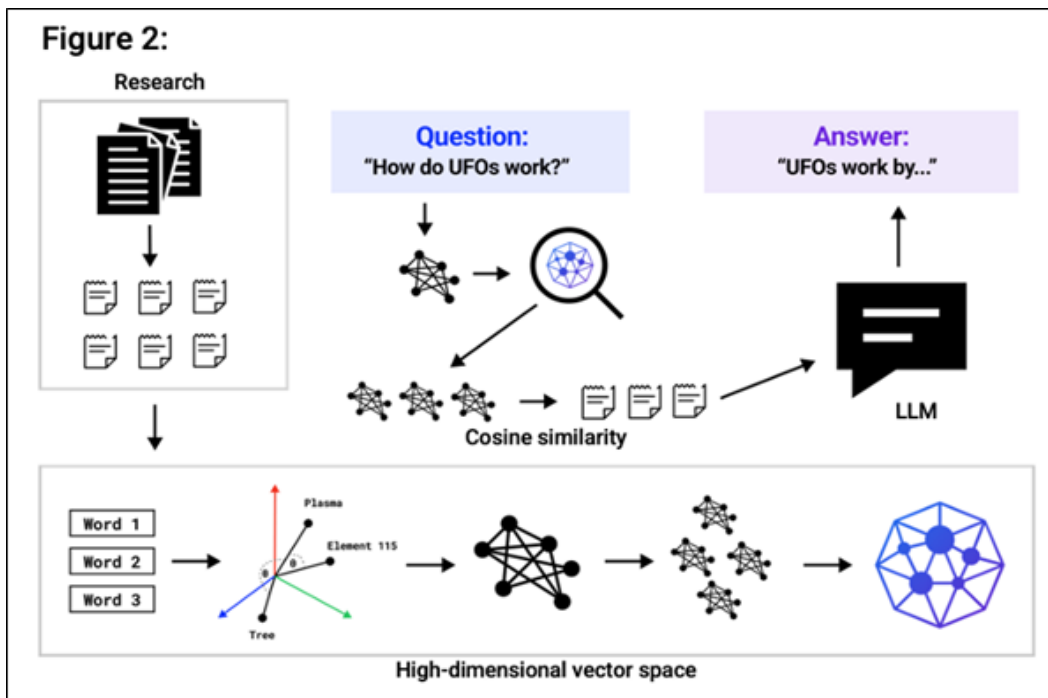 Figure 2:
Research
Question:
“How do UFOs work?”
Answer:
“UFOs work by...”
LLM
Cosine similarity
Word 1
Word 2
Word 3
Plasma
Element 115
θ
θ
Tree
High-dimensional vector space